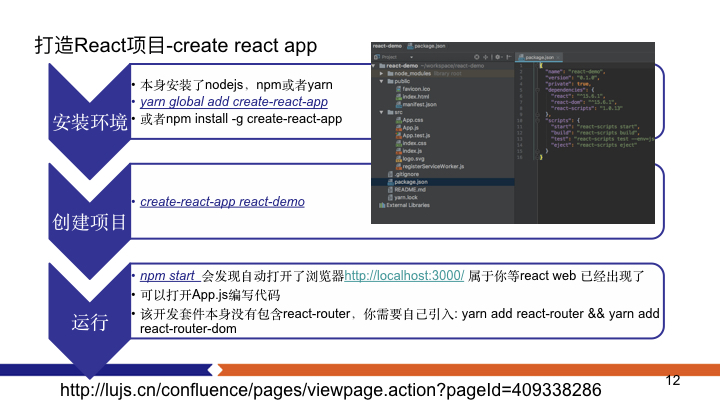 打造React项目-create react app
安装环境
• 本身安装了nodejs，npm或者yarn
• yarn global add create-react-app
• 或者npm install -g create-react-app
创建项目
• create-react-app react-demo
运行
• npm start 会发现自动打开了浏览器http://localhost:3000/ 属于你等react web 已经出现了
• 可以打开App.js编写代码
• 该开发套件本身没有包含react-router，你需要自己引入: yarn add react-router && yarn add
react-router-dom
react-demo package.json
Project
react-demo ~/workspace/react-demo
node_modules library root
public
favicon.ico
index.html
manifest.json
src
App.css
App.js
App.test.js
index.css
index.js
logo.svg
registerServiceWorker.js
.gitignore
package.json
README.md
yarn.lock
External Libraries
package.json
{
"name": "react-demo",
"version": "0.1.0",
"private": true,
"dependencies": {
"react": "^15.6.1",
"react-dom": "^15.6.1",
"react-scripts": "1.0.13"
},
"scripts": {
"start": "react-scripts start",
"build": "react-scripts build",
"test": "react-scripts test --env=js
"eject": "react-scripts eject"
}
}
12
http://lujs.cn/confluence/pages/viewpage.action?pageId=409338286